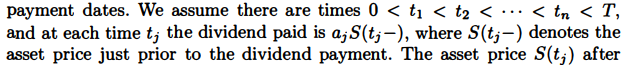 payment dates. We assume there are times 0 < t₁ < t₂ < ⋯ < tₙ < T,
and at each time tⱼ the dividend paid is aⱼS(tⱼ−), where S(tⱼ−) denotes the
asset price just prior to the dividend payment. The asset price S(tⱼ) after